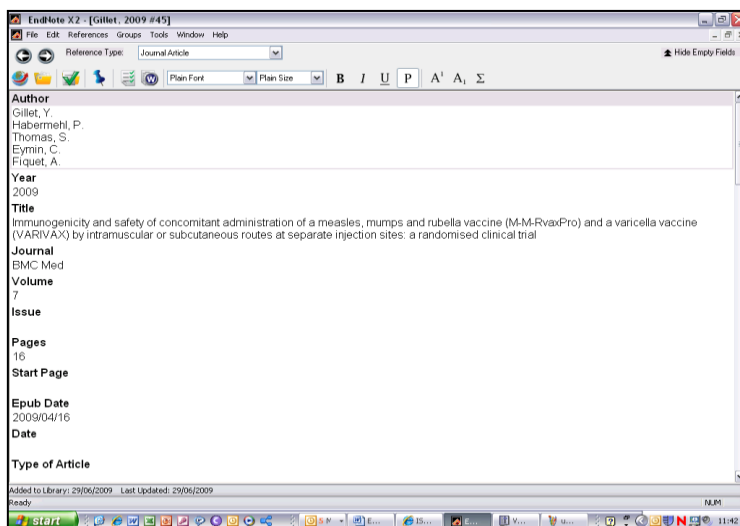 EndNote X2 - [Gillet, 2009 #45]
File Edit References Groups Tools Window Help
Reference Type: Journal Article
Hide Empty Fields
Plain Font Plain Size B I U P A¹ A₁ Σ
Author
Gillet, Y.
Habermehl, P.
Thomas, S.
Eymin, C.
Fiquet, A.
Year
2009
Title
Immunogenicity and safety of concomitant administration of a measles, mumps and rubella vaccine (M-M-RvaxPro) and a varicella vaccine
(VARIVAX) by intramuscular or subcutaneous routes at separate injection sites: a randomised clinical trial
Journal
BMC Med
Volume
7
Issue
Pages
16
Start Page
Epub Date
2009/04/16
Date
Type of Article
Added to Library: 29/06/2009 Last Updated: 29/06/2009
Ready NUM
start 11:42